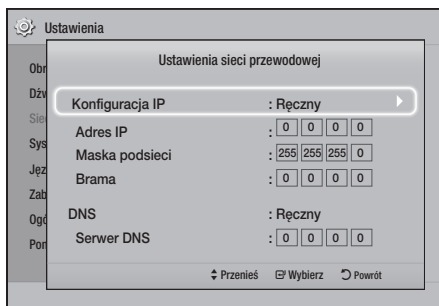 Ustawienia
Ustawienia sieci przewodowej
Konfiguracja IP : Ręczny
Adres IP : 0 0 0 0
Maska podsieci : 255 255 255 0
Brama : 0 0 0 0
DNS : Ręczny
Serwer DNS : 0 0 0 0
Przenieś Wybierz Powrót